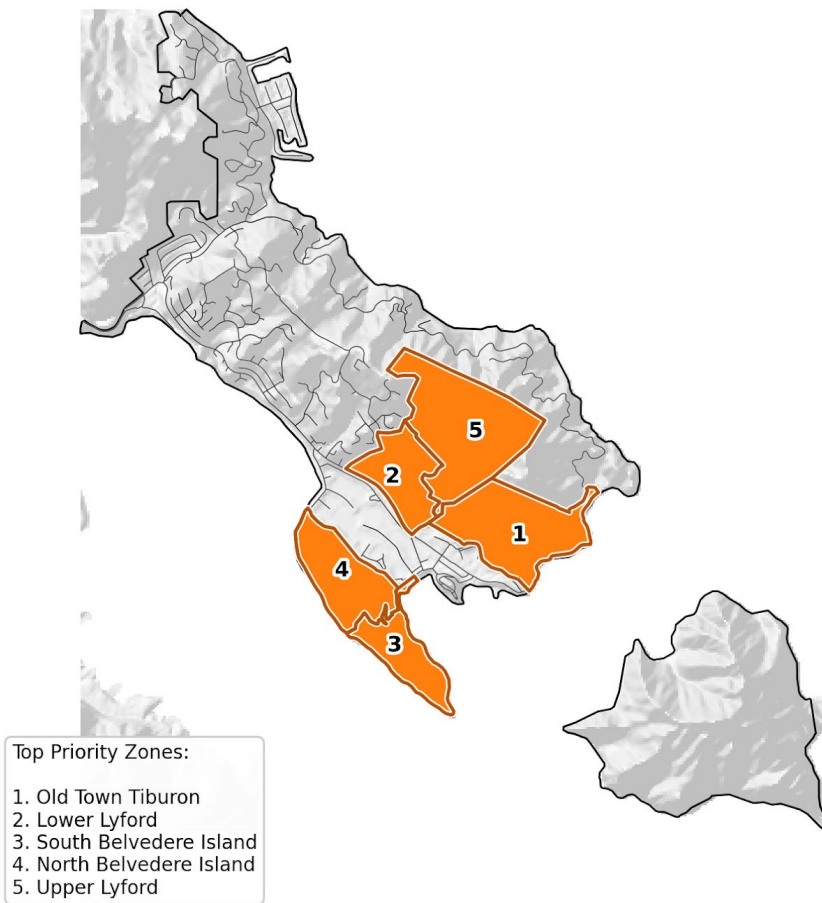 5
2
1
4
3
Top Priority Zones:
1. Old Town Tiburon
2. Lower Lyford
3. South Belvedere Island
4. North Belvedere Island
5. Upper Lyford